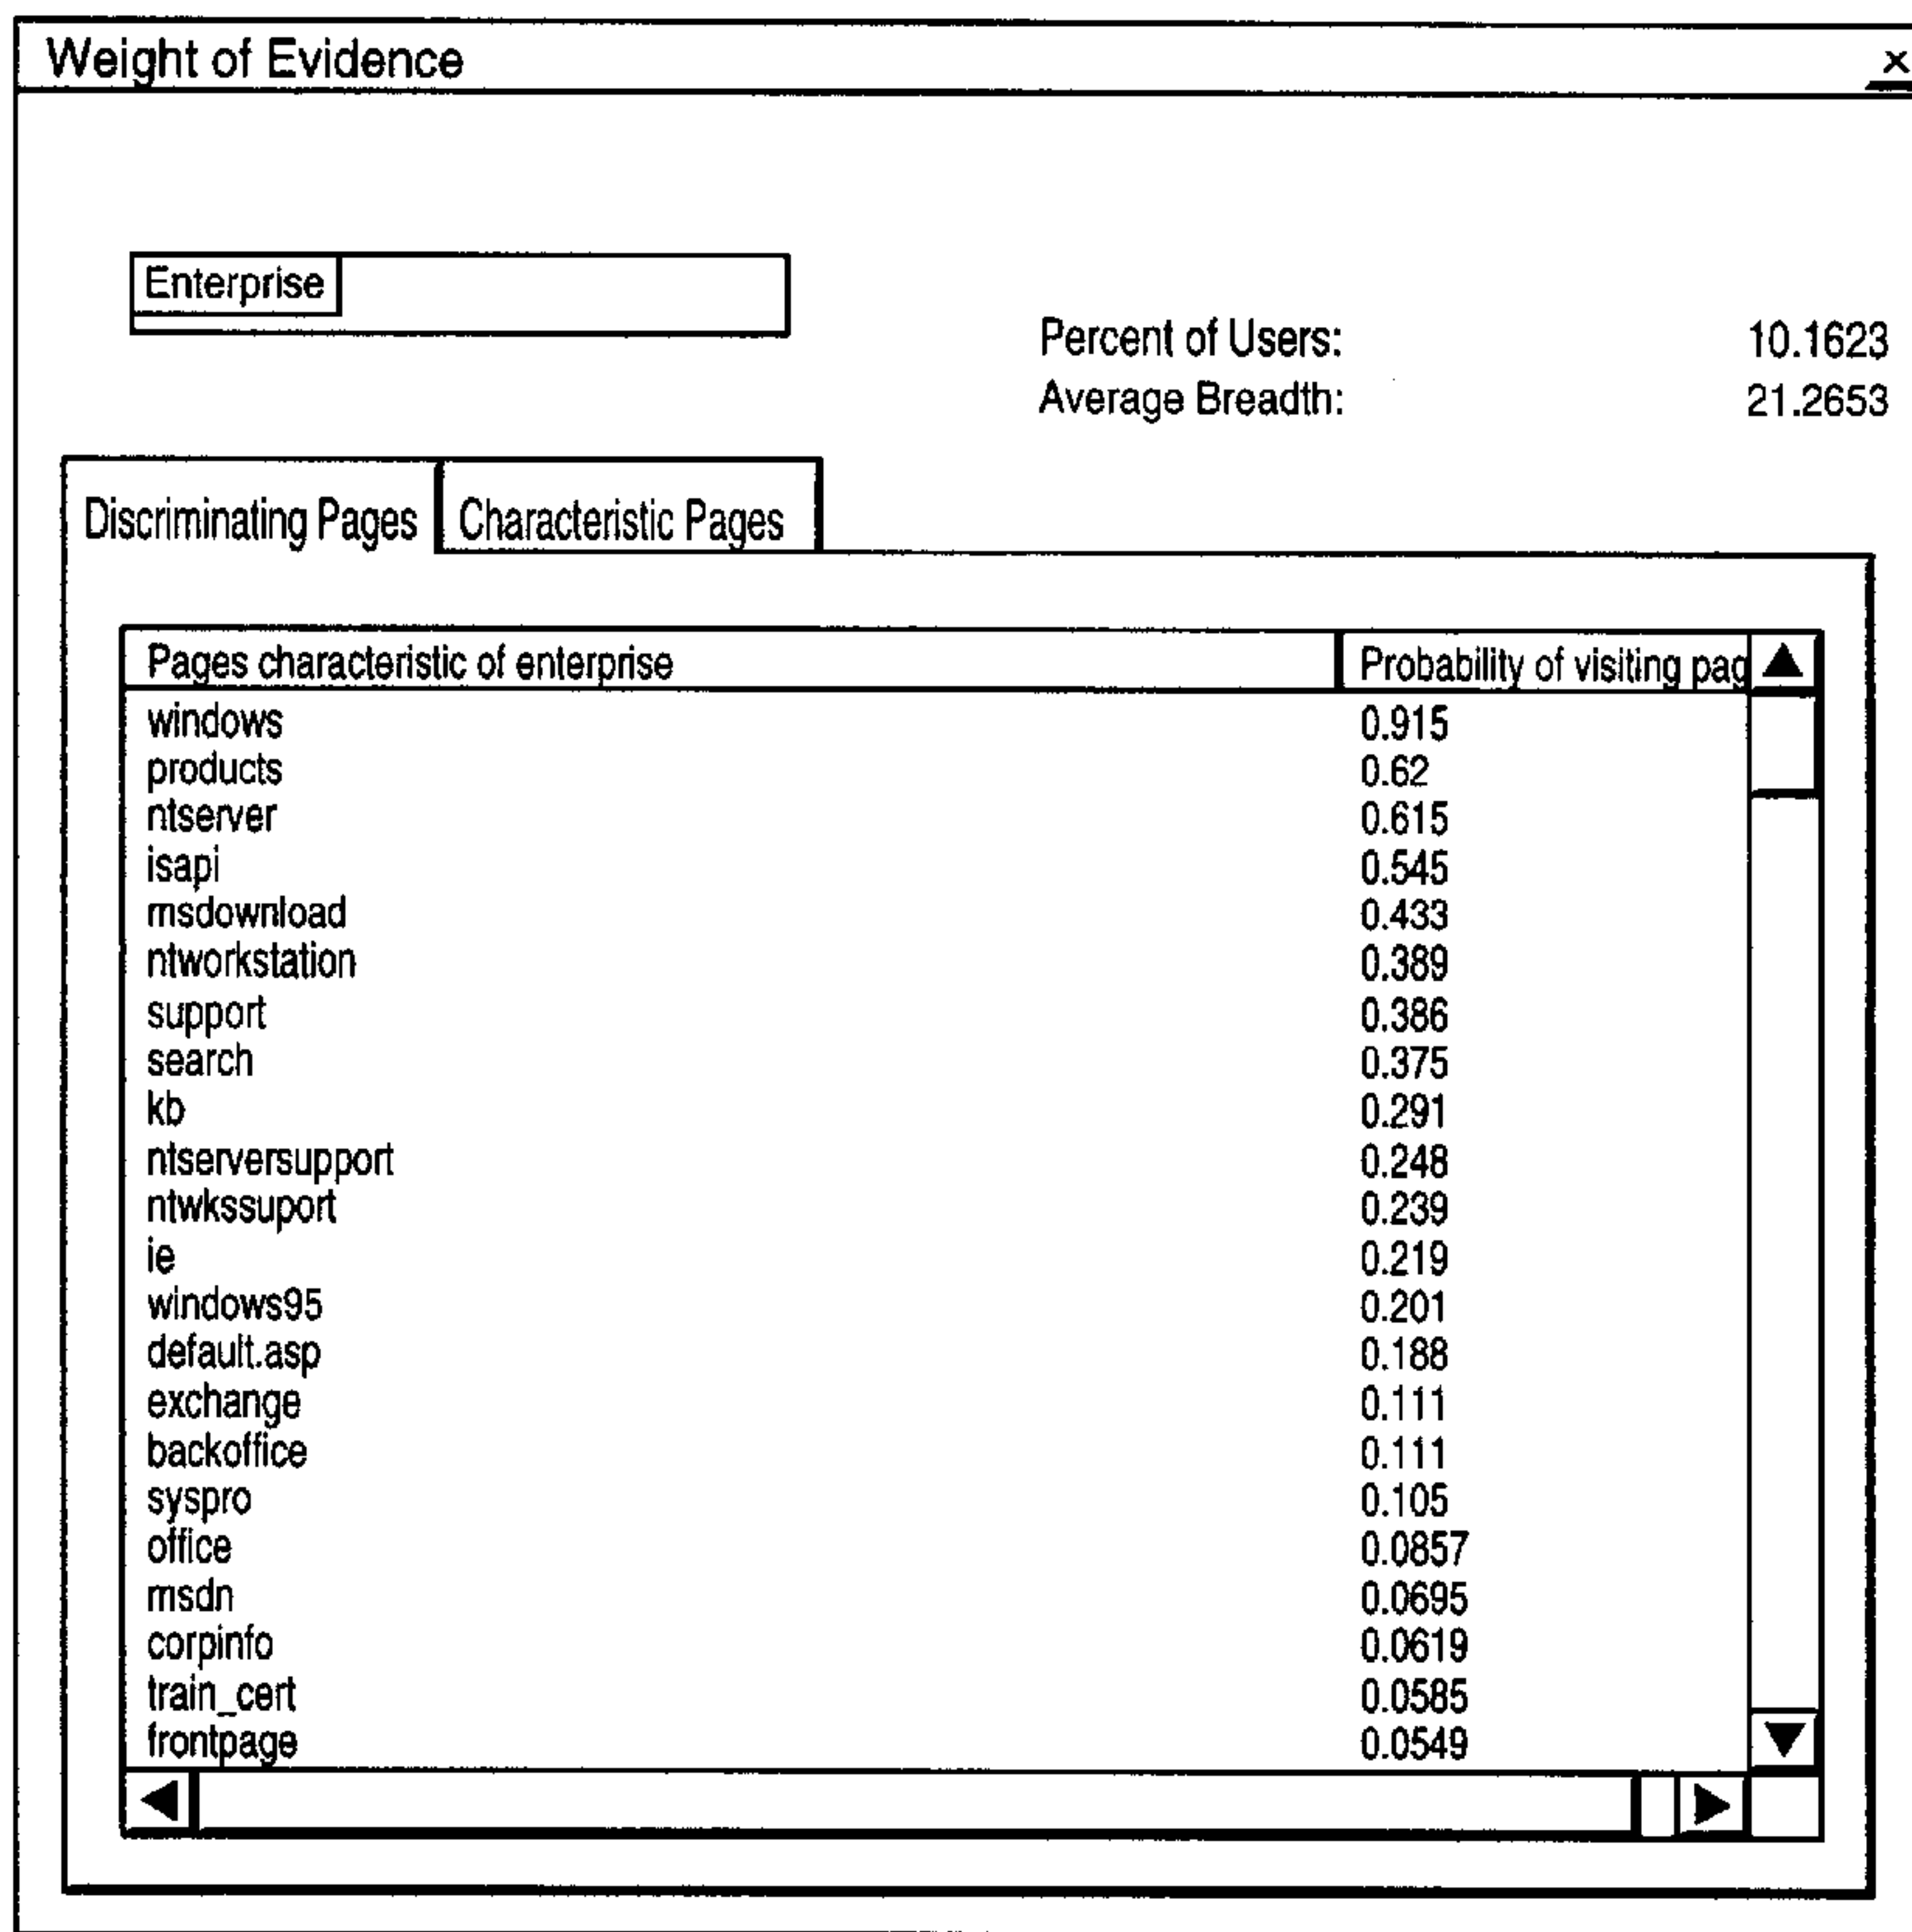 Weight of Evidence x
Enterprise
Percent of Users: 10.1623
Average Breadth: 21.2653
Discriminating Pages Characteristic Pages
Pages characteristic of enterprise Probability of visiting pag
windows 0.915
products 0.62
ntserver 0.615
isapi 0.545
msdownload 0.433
ntworkstation 0.389
support 0.386
search 0.375
kb 0.291
ntserversupport 0.248
ntwkssuport 0.239
ie 0.219
windows95 0.201
default.asp 0.188
exchange 0.111
backoffice 0.111
syspro 0.105
office 0.0857
msdn 0.0695
corpinfo 0.0619
train_cert 0.0585
frontpage 0.0549